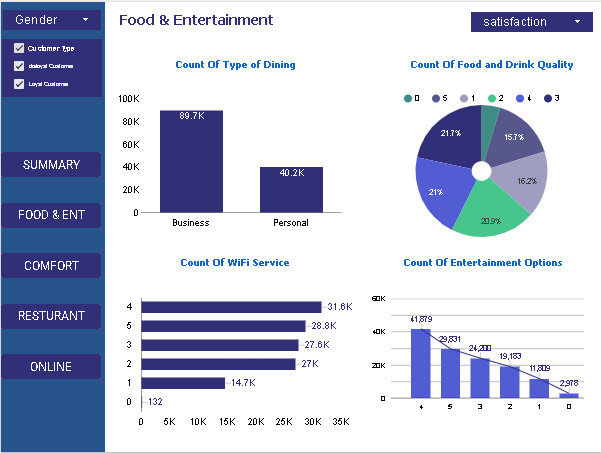 Gender
Customer Type
disloyal Custome
Loyal Custome
SUMMARY
FOOD & ENT
COMFORT
RESTURANT
ONLINE
Food & Entertainment
satisfaction
Count Of Type of Dining
100K
80K
60K
40K
20K
0
89.7K
40.2K
Business
Personal
Count Of Food and Drink Quality
0 5 1 2 4 3
21.7%
15.7%
16.2%
20.9%
21%
Count Of WiFi Service
4 31.6K
5 28.8K
3 27.6K
2 27K
1 14.7K
0 132
0 5K 10K 15K 20K 25K 30K 35K
Count Of Entertainment Options
60K
40K
20K
0
41,879
29,831
24,200
19,183
11,809
2,978
4 5 3 2 1 0